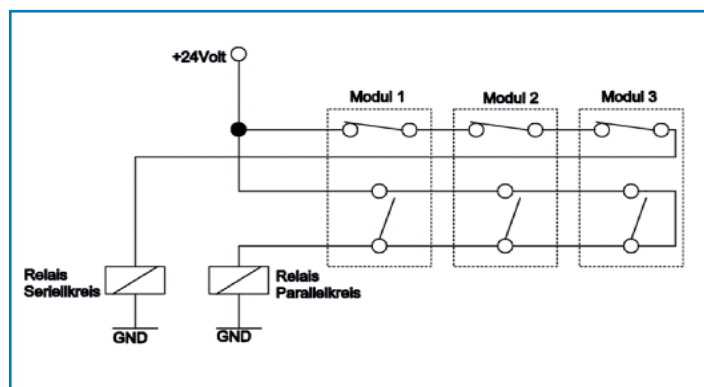 +24Volt
Modul 1
Modul 2
Modul 3
Relais
Seriellkreis
Relais
Parallelkreis
GND
GND